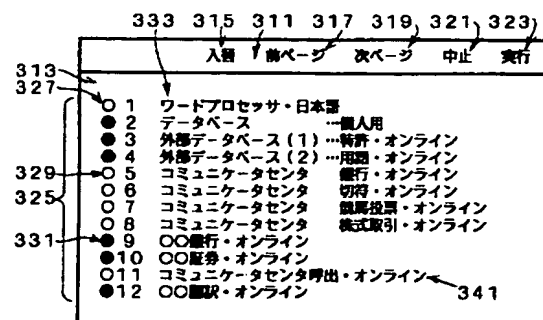 333 315 311 317 319 321 323
入替 前ページ 次ページ 中止 実行
313
327
○ 1 ワードプロセッサ・日本語
● 2 データベース …個人用
● 3 外部データベース(1)…特許・オンライン
● 4 外部データベース(2)…用語・オンライン
329 ○ 5 コミュニケータセンタ 銀行・オンライン
325 ○ 6 コミュニケータセンタ 切符・オンライン
○ 7 コミュニケータセンタ 競馬投票・オンライン
○ 8 コミュニケータセンタ 株式取引・オンライン
331 ● 9 〇〇銀行・オンライン
●10 〇〇証券・オンライン
○11 コミュニケータセンタ呼出・オンライン
●12 〇〇翻訳・オンライン 341